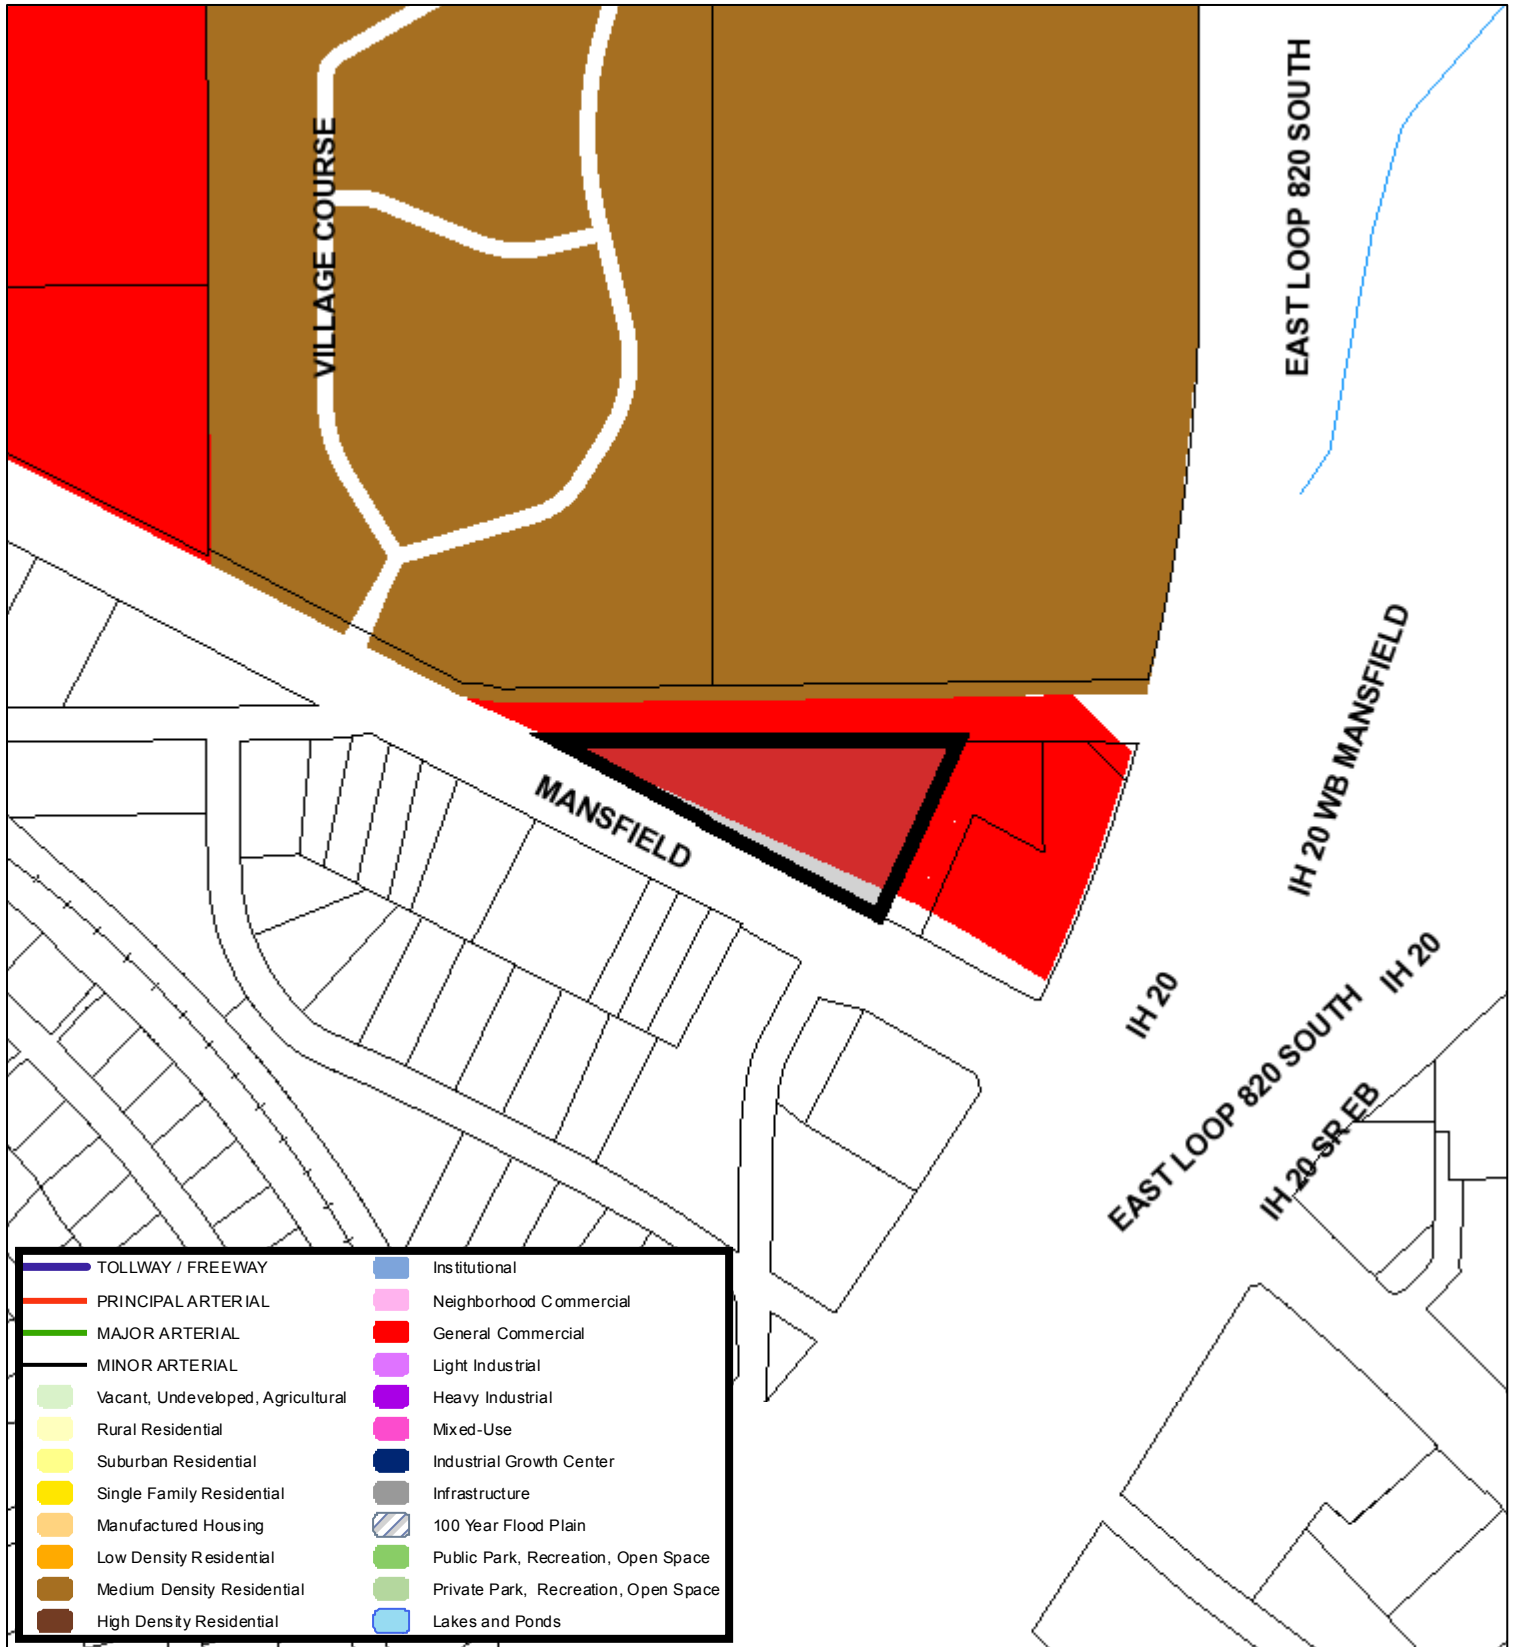 EAST LOOP 820 SOUTH
VILLAGE COURSE
IH 20 WB MANSFIELD
MANSFIELD
IH 20
IH 20
EAST LOOP 820 SOUTH
IH 20 SR EB
TOLLWAY / FREEWAY
PRINCIPAL ARTERIAL
MAJOR ARTERIAL
MINOR ARTERIAL
Vacant, Undeveloped, Agricultural
Rural Residential
Suburban Residential
Single Family Residential
Manufactured Housing
Low Density Residential
Medium Density Residential
High Density Residential
Institutional
Neighborhood Commercial
General Commercial
Light Industrial
Heavy Industrial
Mixed-Use
Industrial Growth Center
Infrastructure
100 Year Flood Plain
Public Park, Recreation, Open Space
Private Park, Recreation, Open Space
Lakes and Ponds